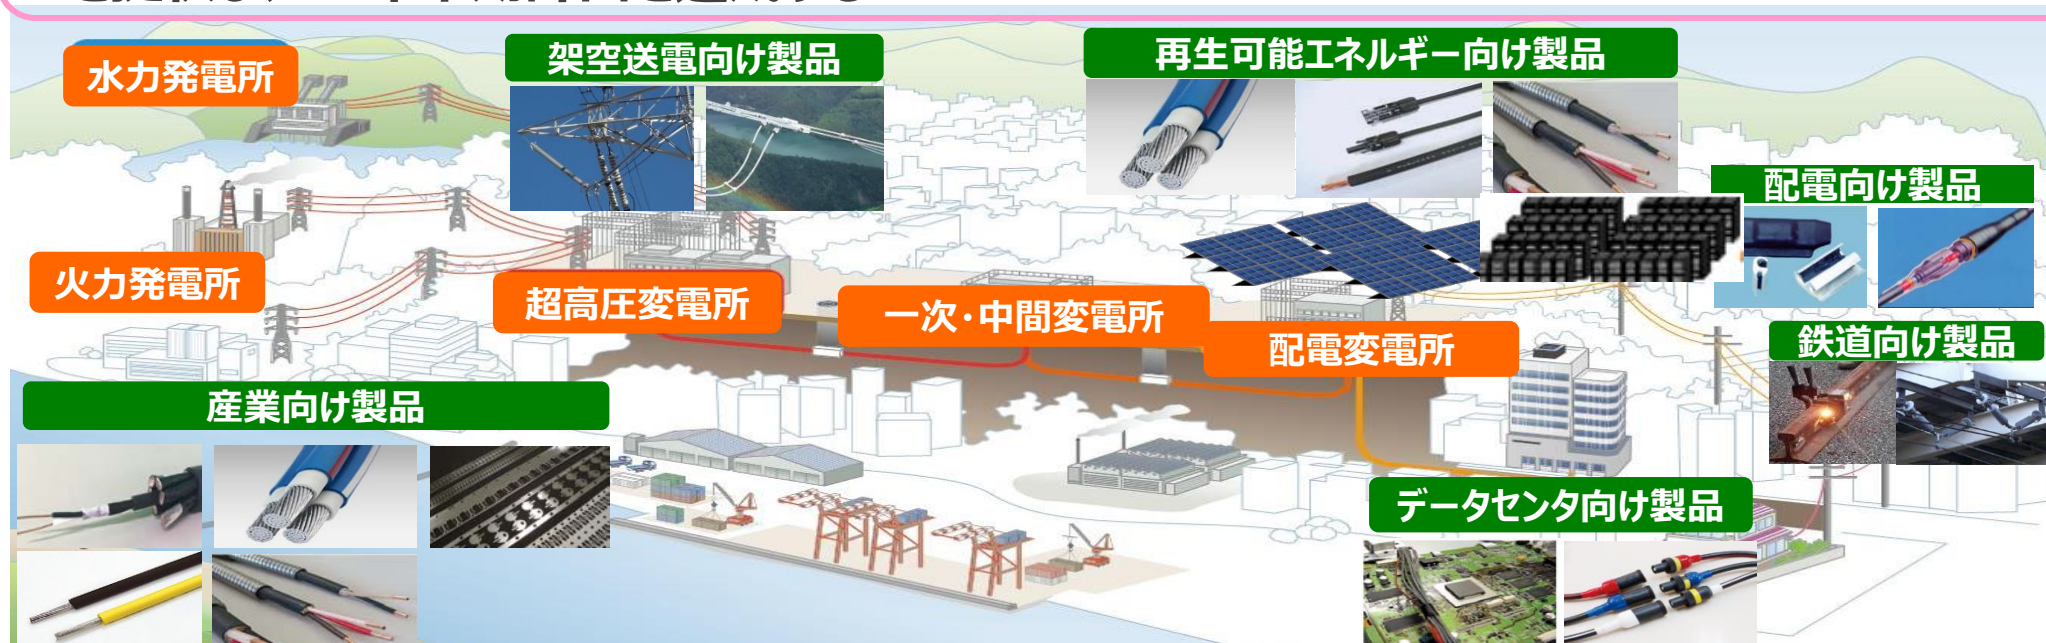 水力発電所
架空送電向け製品
再生可能エネルギー向け製品
配電向け製品
火力発電所
超高圧変電所
一次・中間変電所
配電変電所
鉄道向け製品
産業向け製品
データセンタ向け製品